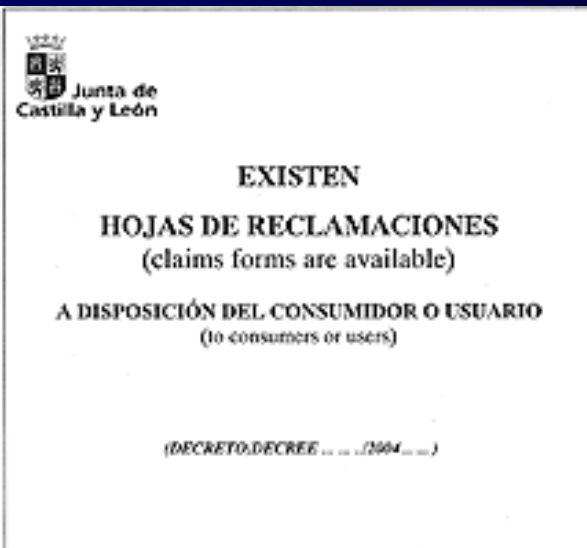 Junta de
Castilla y León
EXISTEN
HOJAS DE RECLAMACIONES
(claims forms are available)
A DISPOSICIÓN DEL CONSUMIDOR O USUARIO
(to consumers or users)
(DECRETO/DECREE ... ... ./2004... ...)